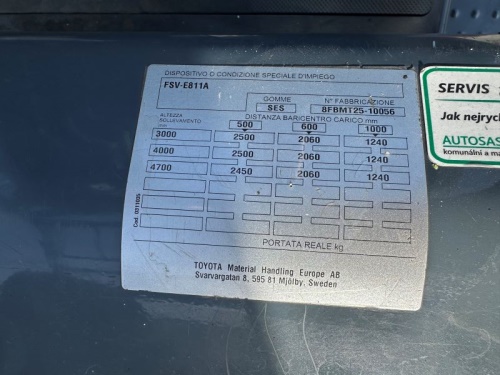 DISPOSITIVO O CONDIZIONE SPECIALE D'IMPIEGO
FSV-E811A
GOMME N° FABBRICAZIONE
SES 8FBMT25-10056
ALTEZZA SOLLEVAMENTO DISTANZA BARICENTRO CARICO mm
500 600 1000
3000 2500 2060 1240
4000 2500 2060 1240
4700 2450 2060 1240
PORTATA REALE kg
TOYOTA Material Handling Europe AB
Svarvargatan 8, 595 81 Mjölby, Sweden
SERVIS
Jak nejrych
AUTOSAS
komunální a ma